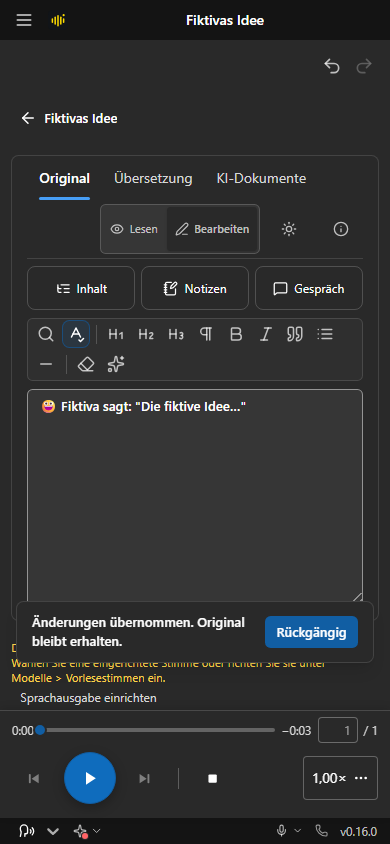 Fiktivas Idee
Fiktivas Idee
Original Übersetzung KI-Dokumente
Lesen Bearbeiten
Inhalt Notizen Gespräch
H1 H2 H3 ¶ B I
😀 Fiktiva sagt: "Die fiktive Idee..."
Änderungen übernommen. Original
bleibt erhalten.
Rückgängig
Wählen Sie eine eingerichtete Stimme oder richten Sie sie unter
Modelle > Vorlesestimmen ein.
Sprachausgabe einrichten
0:00 −0:03 1 / 1
1,00×
v0.16.0